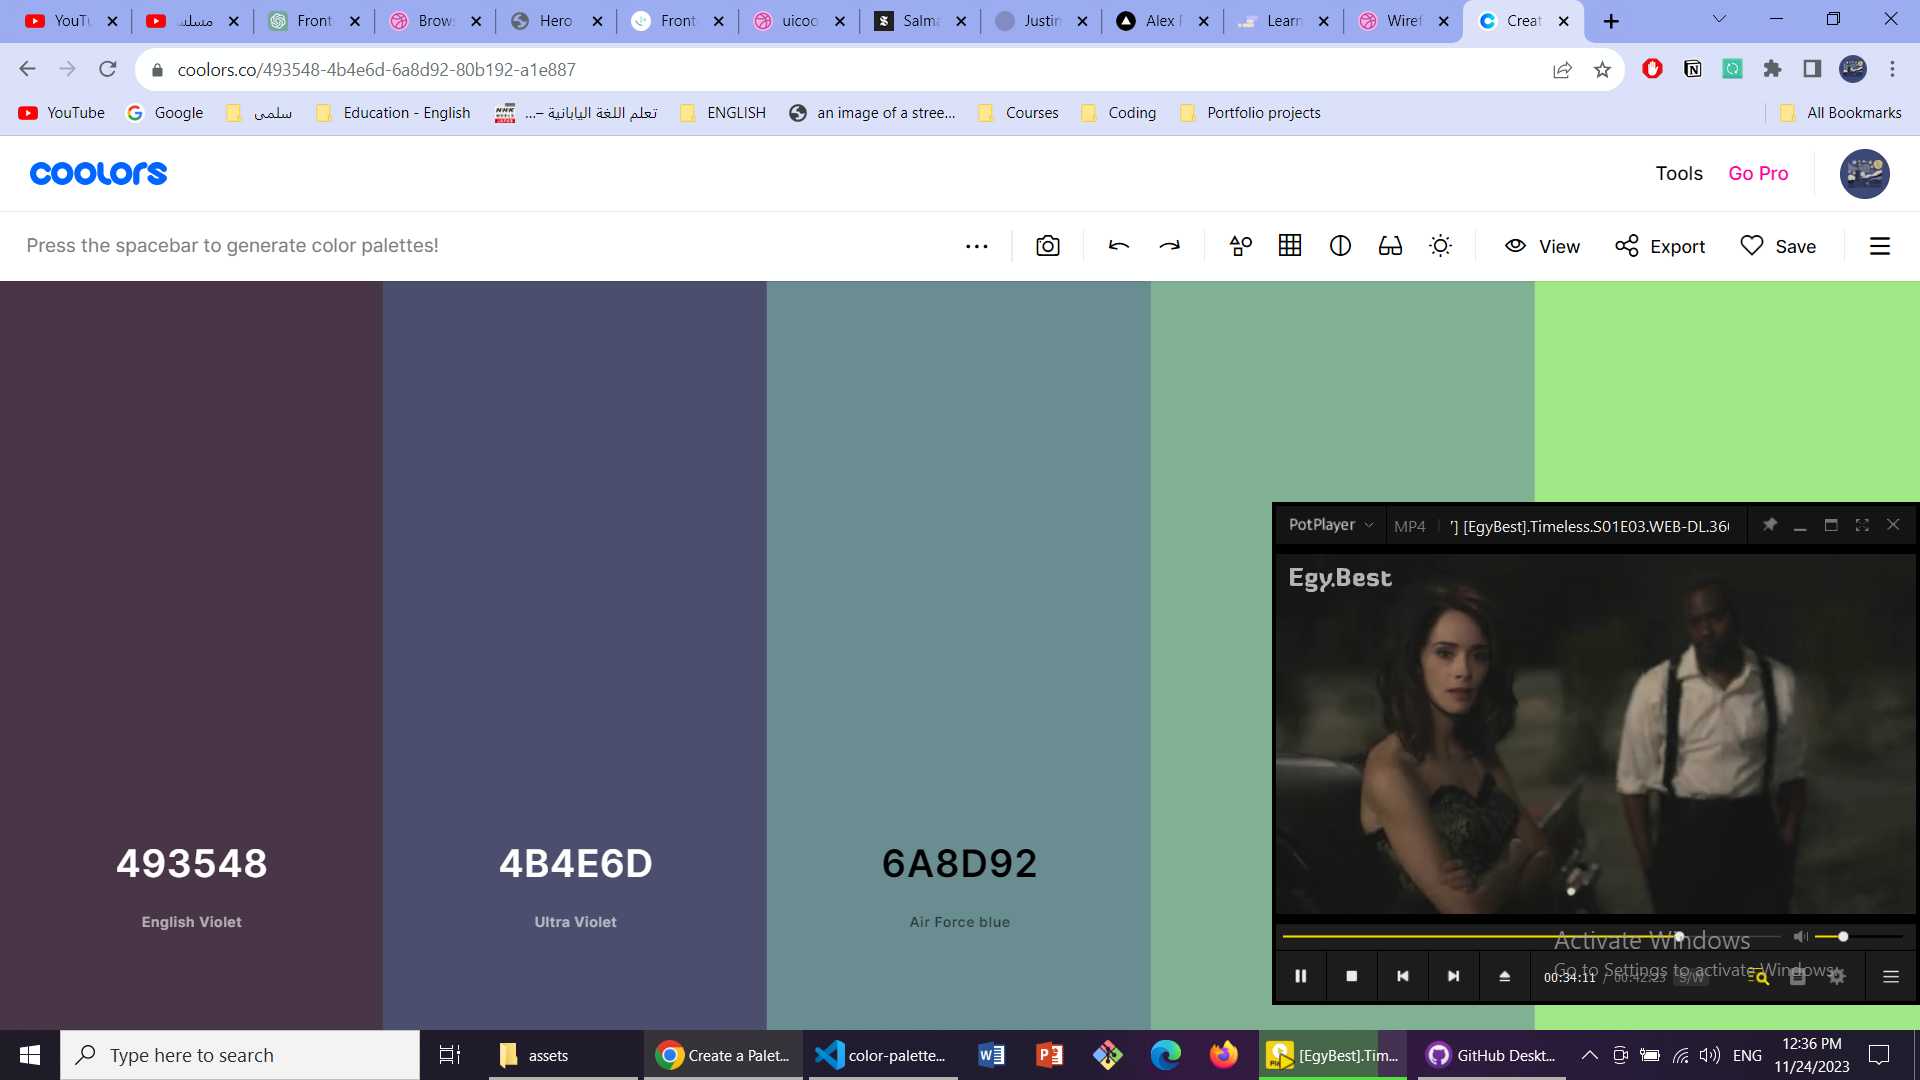 YouTu
مسلس
Front
Brows
Hero
Front
uicoo
Salma
Justin
Alex
Learn
Wiref
Creat
coolors.co/493548-4b4e6d-6a8d92-80b192-a1e887
YouTube
Google
سلمى
Education - English
تعلم اللغة اليابانية –...
ENGLISH
an image of a stree...
Courses
Coding
Portfolio projects
All Bookmarks
coolors
Tools
Go Pro
Press the spacebar to generate color palettes!
View
Export
Save
493548
English Violet
4B4E6D
Ultra Violet
6A8D92
Air Force blue
PotPlayer
MP4
'] [EgyBest].Timeless.S01E03.WEB-DL.36
Egy.Best
Activate Windows
Go to Settings to activate Windows.
00:34:11 / 00:42:23 S/W
Type here to search
assets
Create a Palet...
color-palette...
[EgyBest].Tim...
GitHub Deskt...
ENG
12:36 PM
11/24/2023